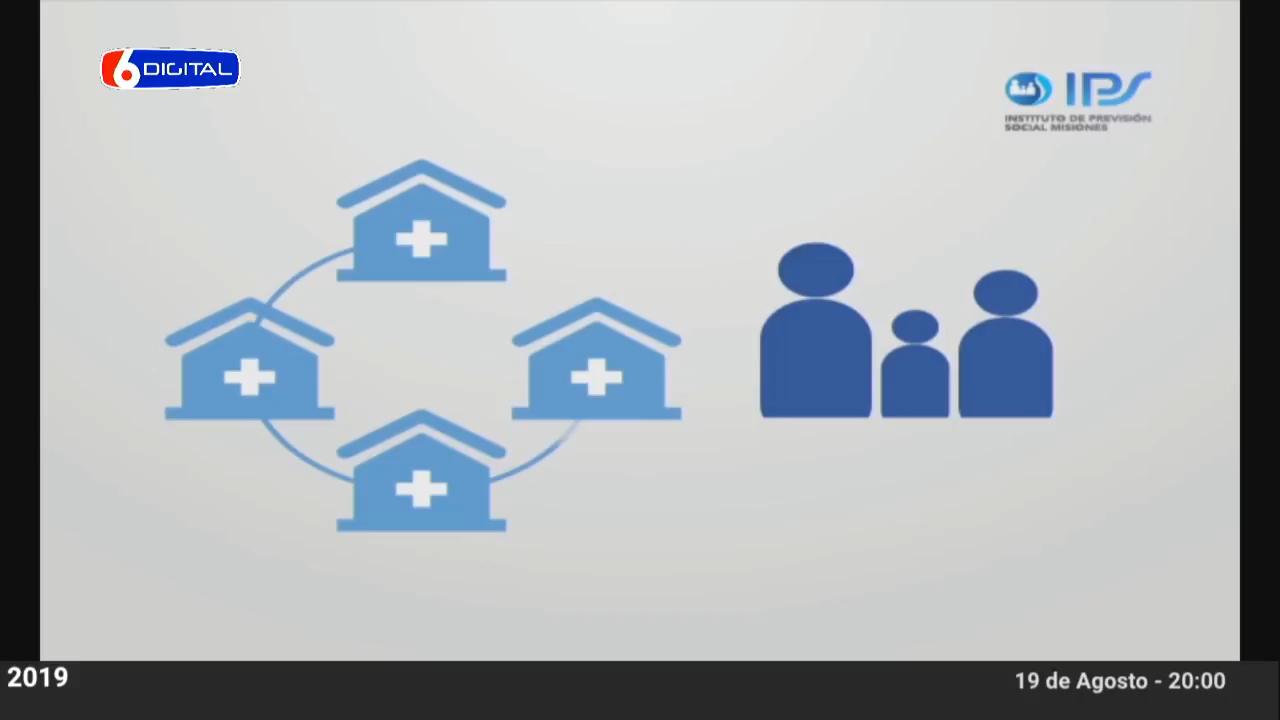 6 DIGITAL
IPS
INSTITUTO DE PREVISIÓN
SOCIAL MISIONES
2019
19 de Agosto - 20:00